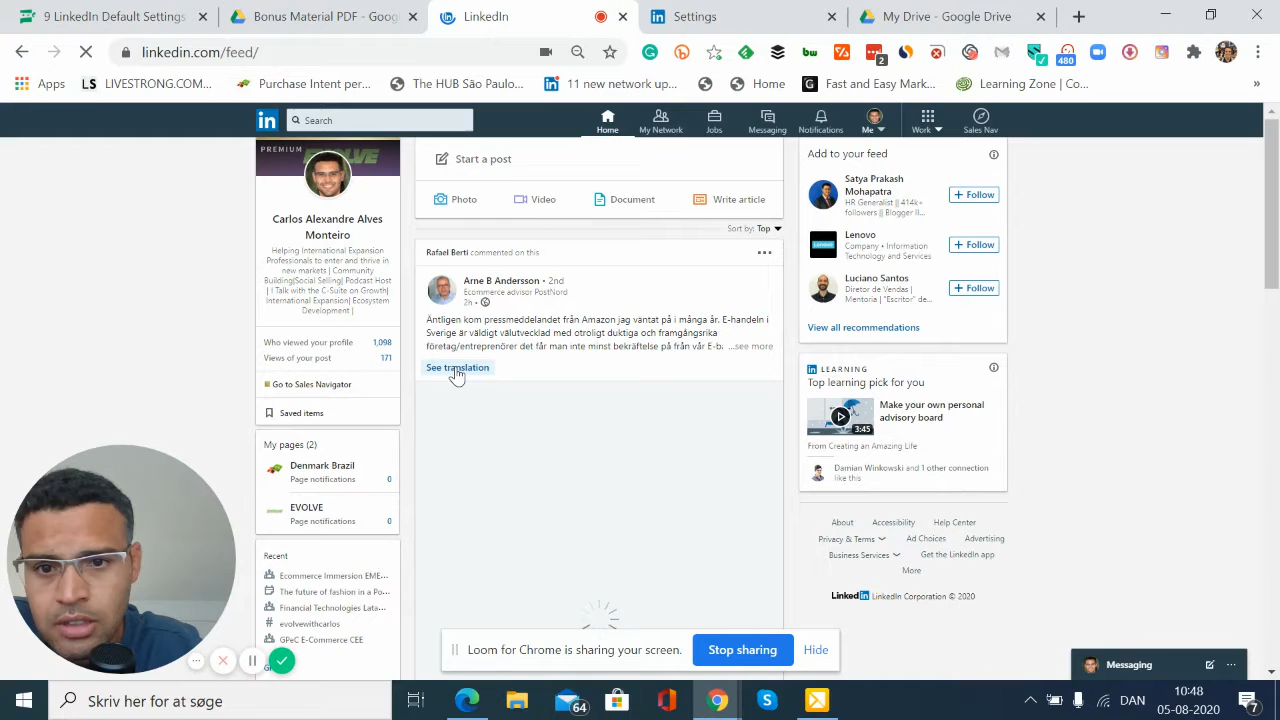 9 LinkedIn Default Settings
Bonus Material PDF - Goog
LinkedIn
Settings
My Drive - Google Drive
linkedin.com/feed/
2
480
Apps
LS LIVESTRONG.COM...
Purchase Intent per...
The HUB São Paulo...
11 new network up...
Home
G Fast and Easy Mark...
Learning Zone | Co...
»
in
Search
Home
My Network
Jobs
Messaging
Notifications
Me
Work
Sales Nav
PREMIUM
EVOLVE
Carlos Alexandre Alves
Monteiro
Helping International Expansion
Professionals to enter and thrive in
new markets | Community
Building|Social Selling| Podcast Host
| | Talk with the C-Suite on Growth|
International Expansion| Ecosystem
Development |
Who viewed your profile 1,098
Views of your post 171
Go to Sales Navigator
Saved items
My pages (2)
Denmark Brazil
Page notifications 0
EVOLVE
Page notifications 0
Recent
Ecommerce Immersion EME...
The future of fashion in a Po...
Financial Technologies Lata...
# evolvewithcarlos
GPeC E-Commerce CEE
Start a post
Photo
Video
Document
Write article
Sort by: Top
Rafael Berti commented on this
Arne B Andersson • 2nd
Ecommerce advisor PostNord
2h •
Äntligen kom pressmeddelandet från Amazon jag väntat på i många år. E-handeln i
Sverige är väldigt välutvecklad med otroligt duktiga och framgångsrika
företag/entreprenörer det får man inte minst bekräftelse på från vår E-b ...see more
See translation
Add to your feed
Satya Prakash
Mohapatra
HR Generalist || 414k+
followers || Blogger ll...
+ Follow
Lenovo
Company • Information
Technology and Services
+ Follow
Luciano Santos
Diretor de Vendas |
Mentoria | "Escritor" de...
+ Follow
View all recommendations
in LEARNING
Top learning pick for you
3:45
Make your own personal
advisory board
From Creating an Amazing Life
Damian Winkowski and 1 other connection
like this
About
Accessibility
Help Center
Privacy & Terms
Ad Choices
Advertising
Business Services
Get the LinkedIn app
More
LinkedIn LinkedIn Corporation © 2020
Loom for Chrome is sharing your screen.
Stop sharing
Hide
Messaging
Skriv her for at søge
64
DAN
10:48
05-08-2020
7